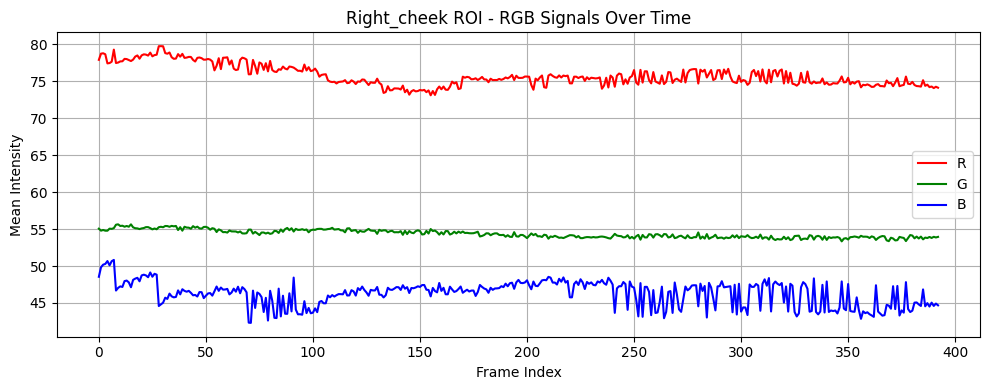 Right_cheek ROI - RGB Signals Over Time
Mean Intensity
80
75
70
65
60
55
50
45
R
G
B
0 50 100 150 200 250 300 350 400
Frame Index